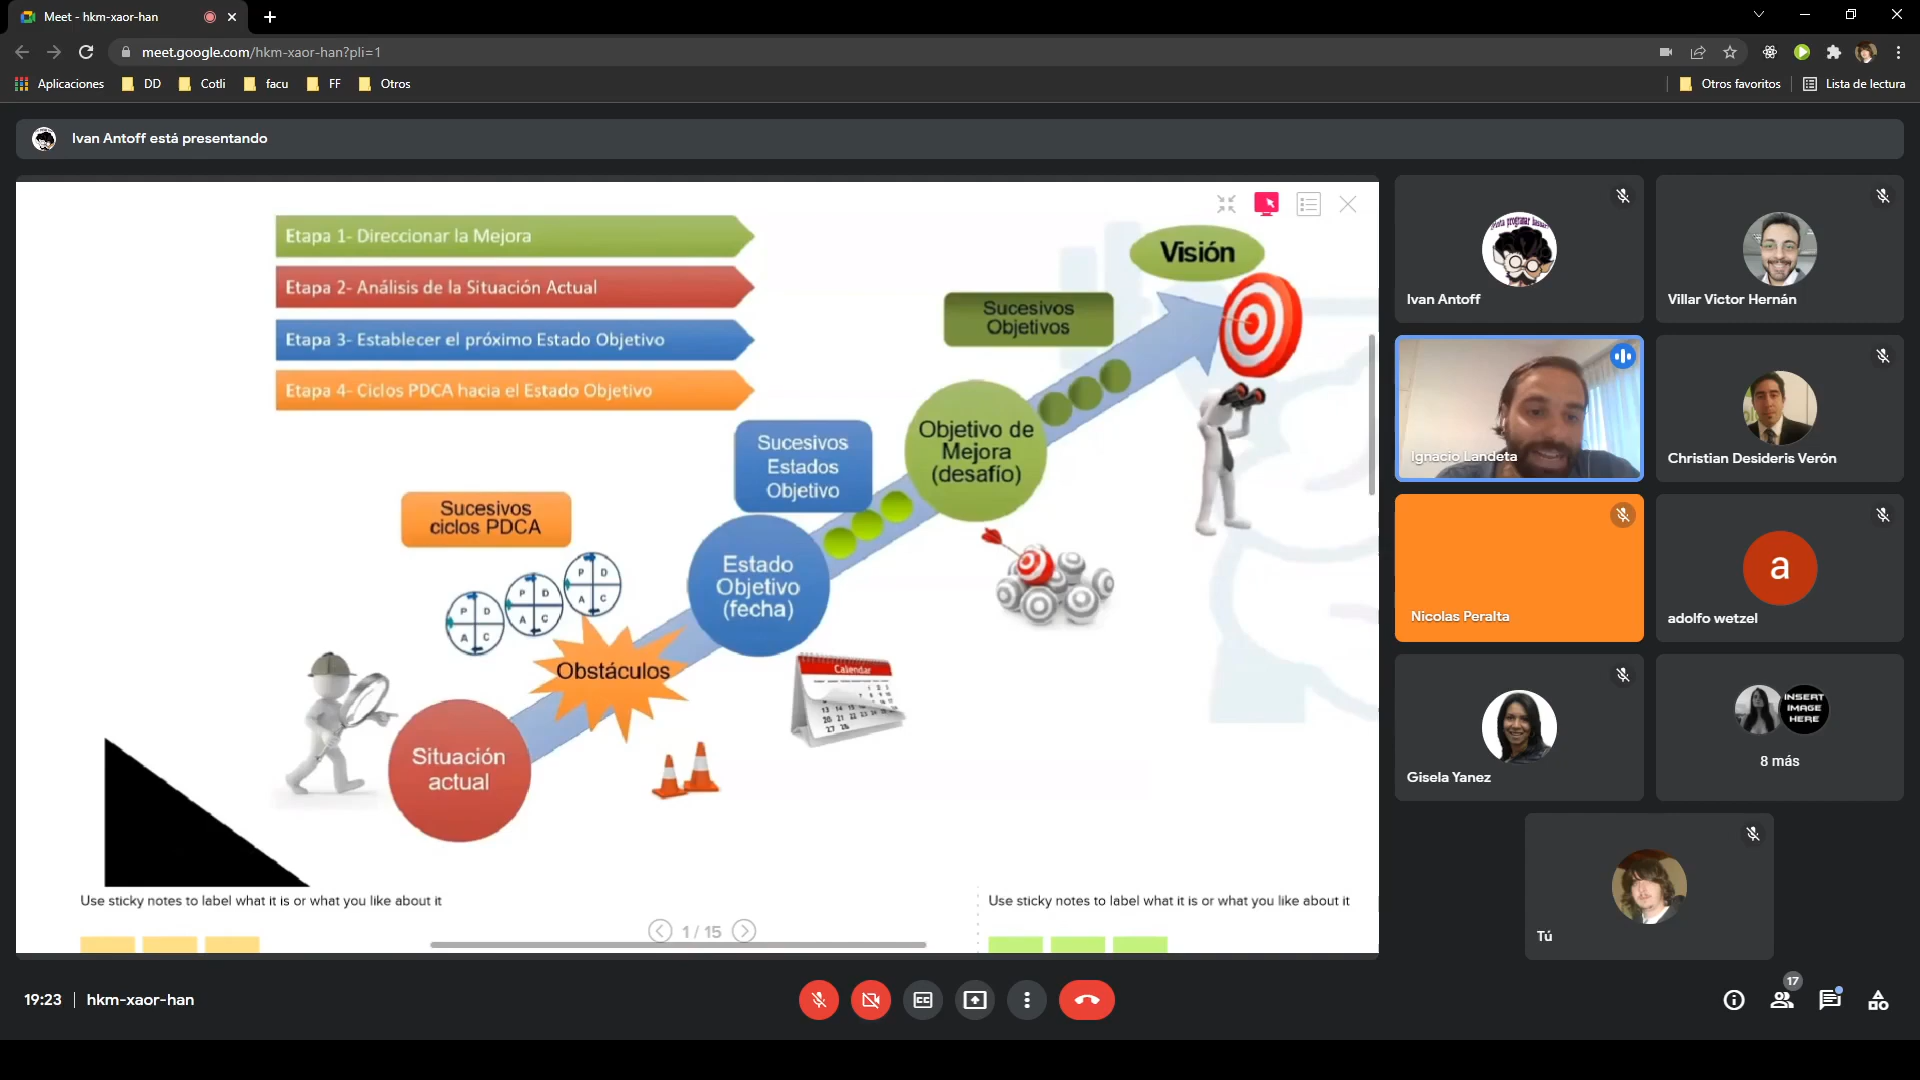 Meet - hkm-xaor-han
meet.google.com/hkm-xaor-han?pli=1
Aplicaciones
DD
Cotli
facu
FF
Otros
Otros favoritos
Lista de lectura
Ivan Antoff está presentando
Etapa 1- Direccionar la Mejora
Etapa 2- Análisis de la Situación Actual
Etapa 3- Establecer el próximo Estado Objetivo
Etapa 4- Ciclos PDCA hacia el Estado Objetivo
Visión
Sucesivos
Objetivos
Objetivo de
Mejora
(desafío)
Sucesivos
Estados
Objetivo
Sucesivos
ciclos PDCA
P D
A C
P D
A C
P D
A C
Estado
Objetivo
(fecha)
Obstáculos
Calendar
Situación
actual
Use sticky notes to label what it is or what you like about it
Use sticky notes to label what it is or what you like about it
1 / 15
Ivan Antoff
Villar Victor Hernán
Ignacio Landeta
Christian Desideris Verón
Nicolas Peralta
a
adolfo wetzel
Gisela Yanez
INSERT
IMAGE
HERE
8 más
Tú
19:23
hkm-xaor-han
CC
17